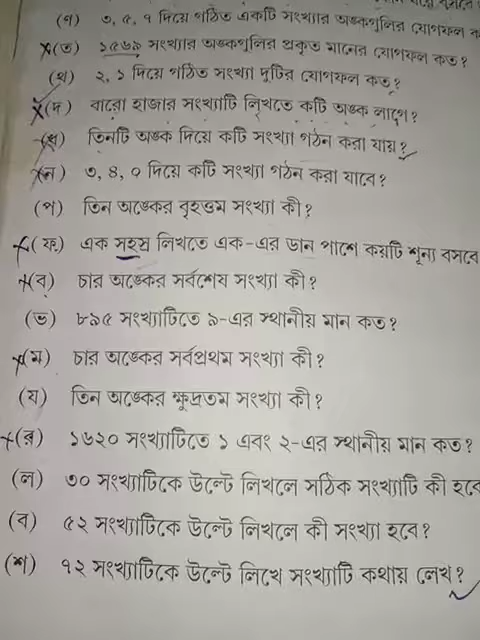 (ণ) ৩, ৫, ৭ দিয়ে গঠিত একটি সংখ্যার অঙ্কগুলির যোগফল
(ত) ১৫৬৯ সংখ্যার অঙ্কগুলির প্রকৃত মানের যোগফল কত?
(থ) ২, ১ দিয়ে গঠিত সংখ্যা দুটির যোগফল কত?
(দ) বারো হাজার সংখ্যাটি লিখতে কটি অঙ্ক লাগে?
(ধ) তিনটি অঙ্ক দিয়ে কটি সংখ্যা গঠন করা যায়?
(ন) ৩, ৪, ০ দিয়ে কটি সংখ্যা গঠন করা যাবে?
(প) তিন অঙ্কের বৃহত্তম সংখ্যা কী?
(ফ) এক সহস্র লিখতে এক-এর ডান পাশে কয়টি শূন্য বসবে
(ব) চার অঙ্কের সর্বশেষ সংখ্যা কী?
(ভ) ৮৯৫ সংখ্যাটিতে ৯-এর স্থানীয় মান কত?
(ম) চার অঙ্কের সর্বপ্রথম সংখ্যা কী?
(য) তিন অঙ্কের ক্ষুদ্রতম সংখ্যা কী?
(র) ১৬২০ সংখ্যাটিতে ১ এবং ২-এর স্থানীয় মান কত?
(ল) ৩০ সংখ্যাটিকে উল্টে লিখলে সঠিক সংখ্যাটি কী হবে
(ব) ৫২ সংখ্যাটিকে উল্টে লিখলে কী সংখ্যা হবে?
(শ) ৭২ সংখ্যাটিকে উল্টে লিখে সংখ্যাটি কথায় লেখ?